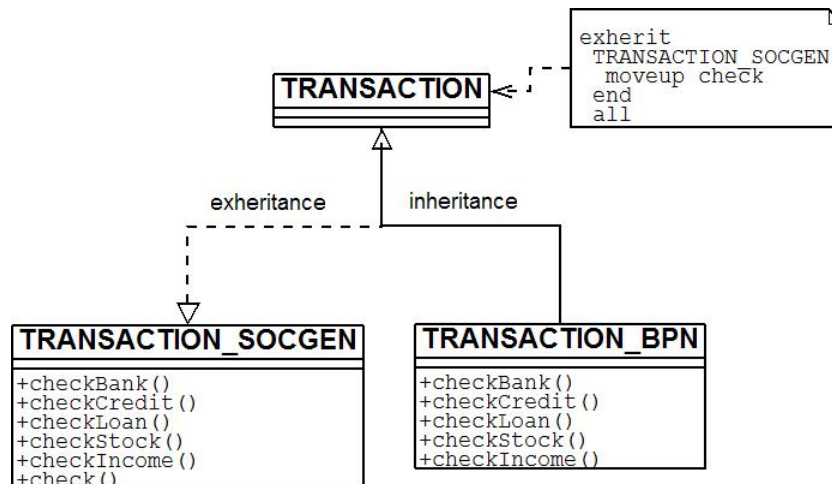 exherit
TRANSACTION_SOCGEN
moveup check
end
all
TRANSACTION
exheritance
inheritance
TRANSACTION_SOCGEN
+checkBank()
+checkCredit()
+checkLoan()
+checkStock()
+checkIncome()
+check()
TRANSACTION_BPN
+checkBank()
+checkCredit()
+checkLoan()
+checkStock()
+checkIncome()